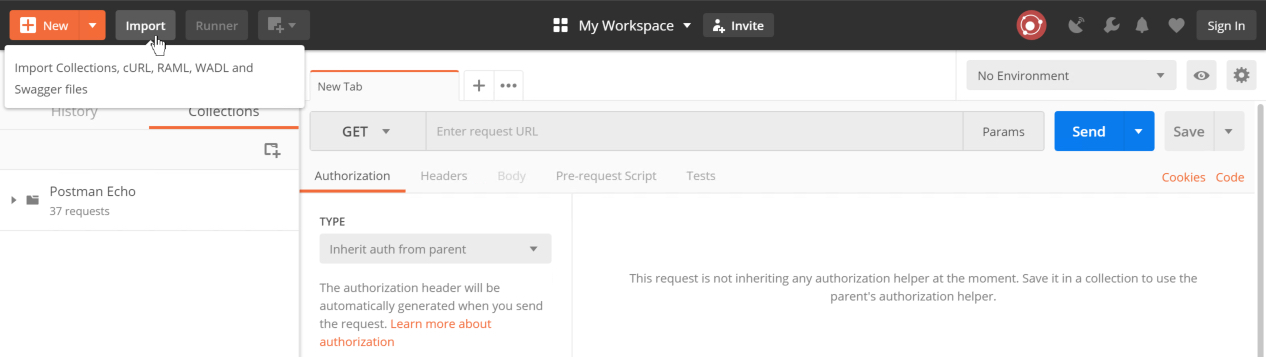 New
Import
Runner
My Workspace
Invite
Sign In
Import Collections, cURL, RAML, WADL and
Swagger files
History
Collections
New Tab
No Environment
GET
Enter request URL
Params
Send
Save
Authorization
Headers
Body
Pre-request Script
Tests
Cookies
Code
Postman Echo
37 requests
TYPE
Inherit auth from parent
The authorization header will be
automatically generated when you send
the request. Learn more about
authorization
This request is not inheriting any authorization helper at the moment. Save it in a collection to use the
parent's authorization helper.